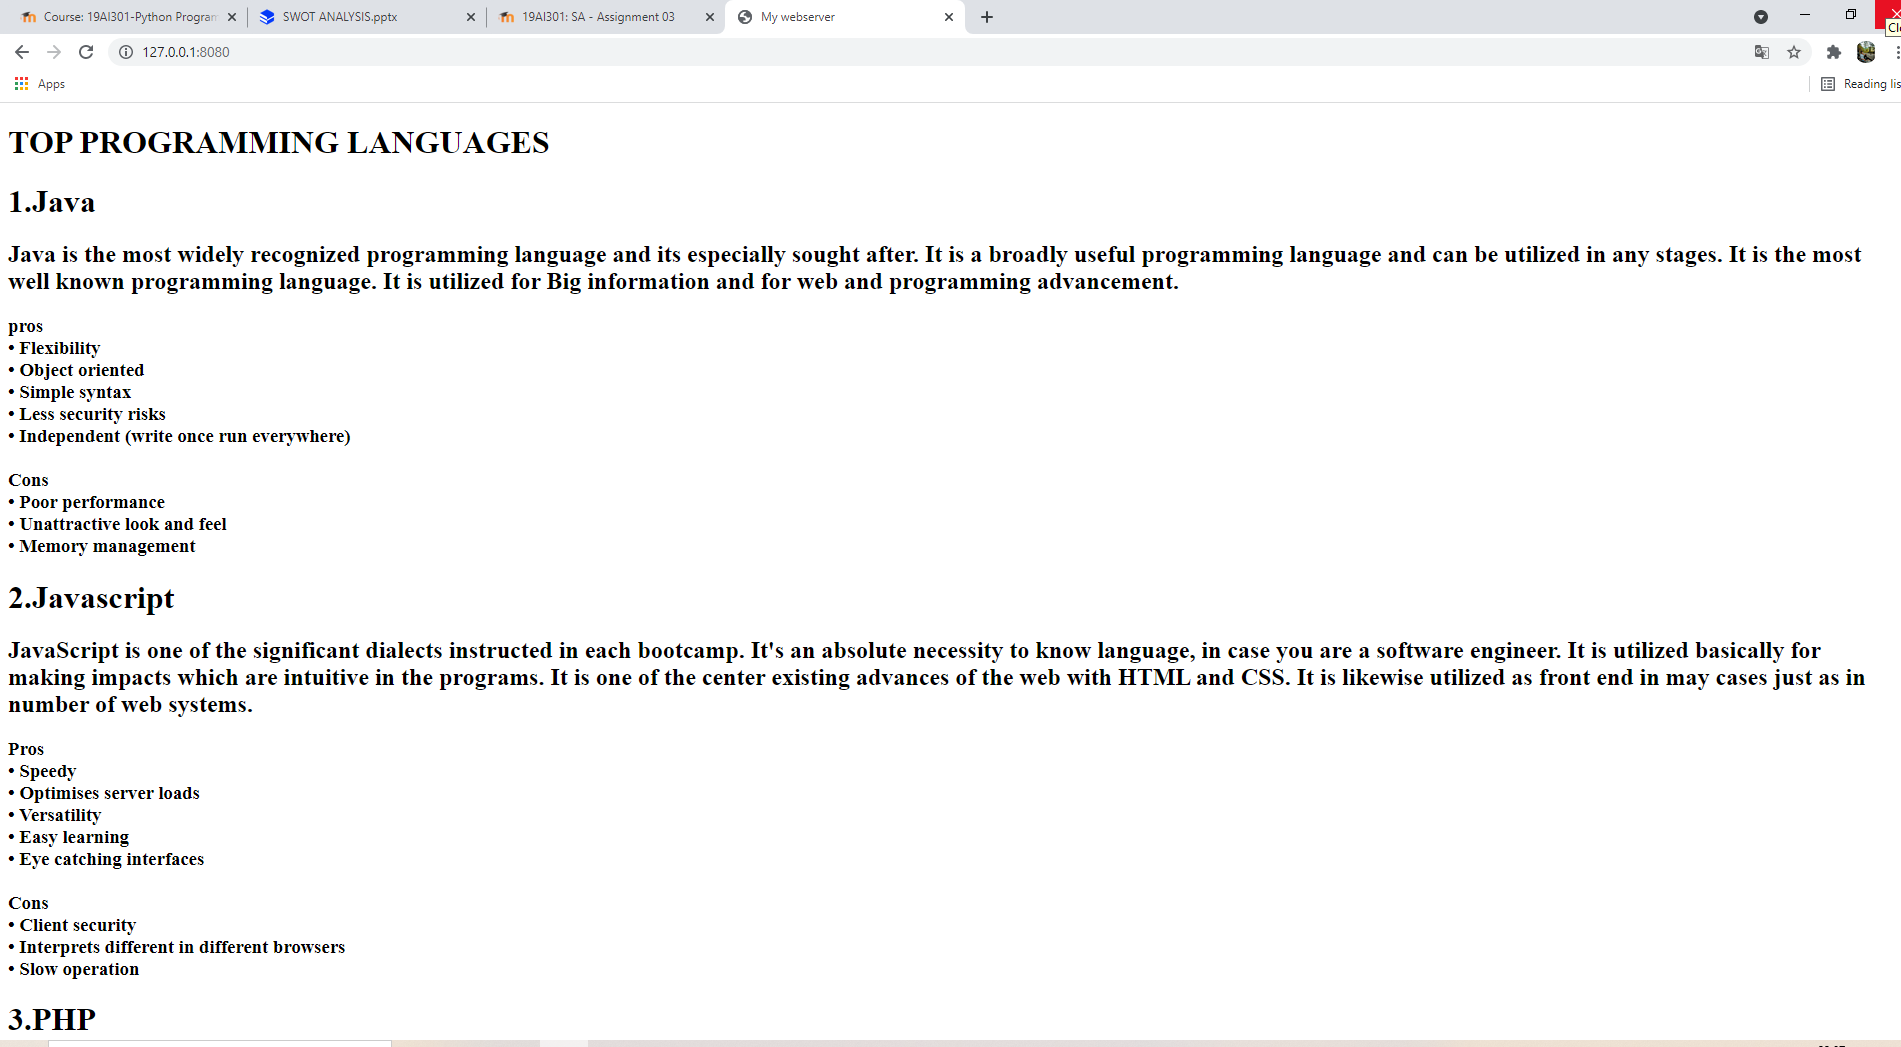 Course: 19AI301-Python Program
SWOT ANALYSIS.pptx
19AI301: SA - Assignment 03
My webserver
127.0.0.1:8080
Apps
Reading lis
TOP PROGRAMMING LANGUAGES
1.Java
Java is the most widely recognized programming language and its especially sought after. It is a broadly useful programming language and can be utilized in any stages. It is the most
well known programming language. It is utilized for Big information and for web and programming advancement.
pros
• Flexibility
• Object oriented
• Simple syntax
• Less security risks
• Independent (write once run everywhere)
Cons
• Poor performance
• Unattractive look and feel
• Memory management
2.Javascript
JavaScript is one of the significant dialects instructed in each bootcamp. It's an absolute necessity to know language, in case you are a software engineer. It is utilized basically for
making impacts which are intuitive in the programs. It is one of the center existing advances of the web with HTML and CSS. It is likewise utilized as front end in may cases just as in
number of web systems.
Pros
• Speedy
• Optimises server loads
• Versatility
• Easy learning
• Eye catching interfaces
Cons
• Client security
• Interprets different in different browsers
• Slow operation
3.PHP